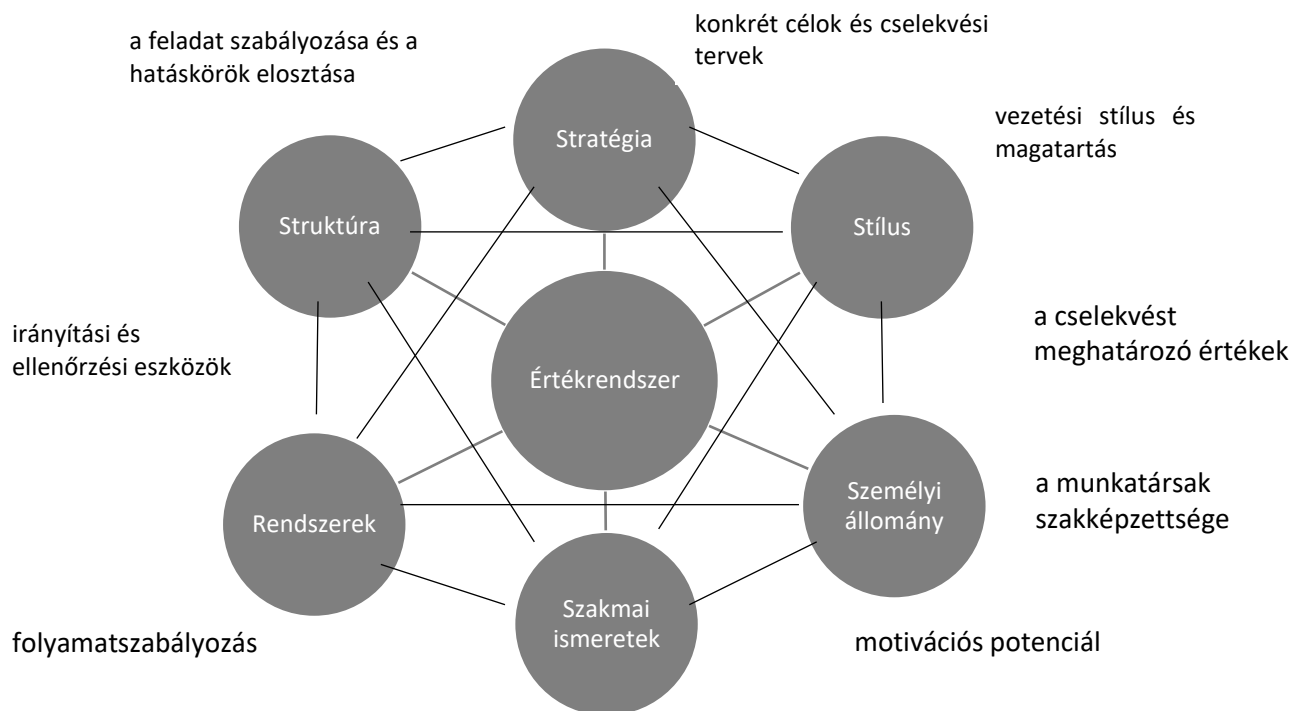 konkrét célok és cselekvési
tervek
a feladat szabályozása és a
hatáskörök elosztása
Stratégia
vezetési stílus és
magatartás
Struktúra
Stílus
irányítási és
ellenőrzési eszközök
a cselekvést
meghatározó értékek
Értékrendszer
Rendszerek
Személyi
állomány
a munkatársak
szakképzettsége
Szakmai
ismeretek
folyamatszabályozás
motivációs potenciál